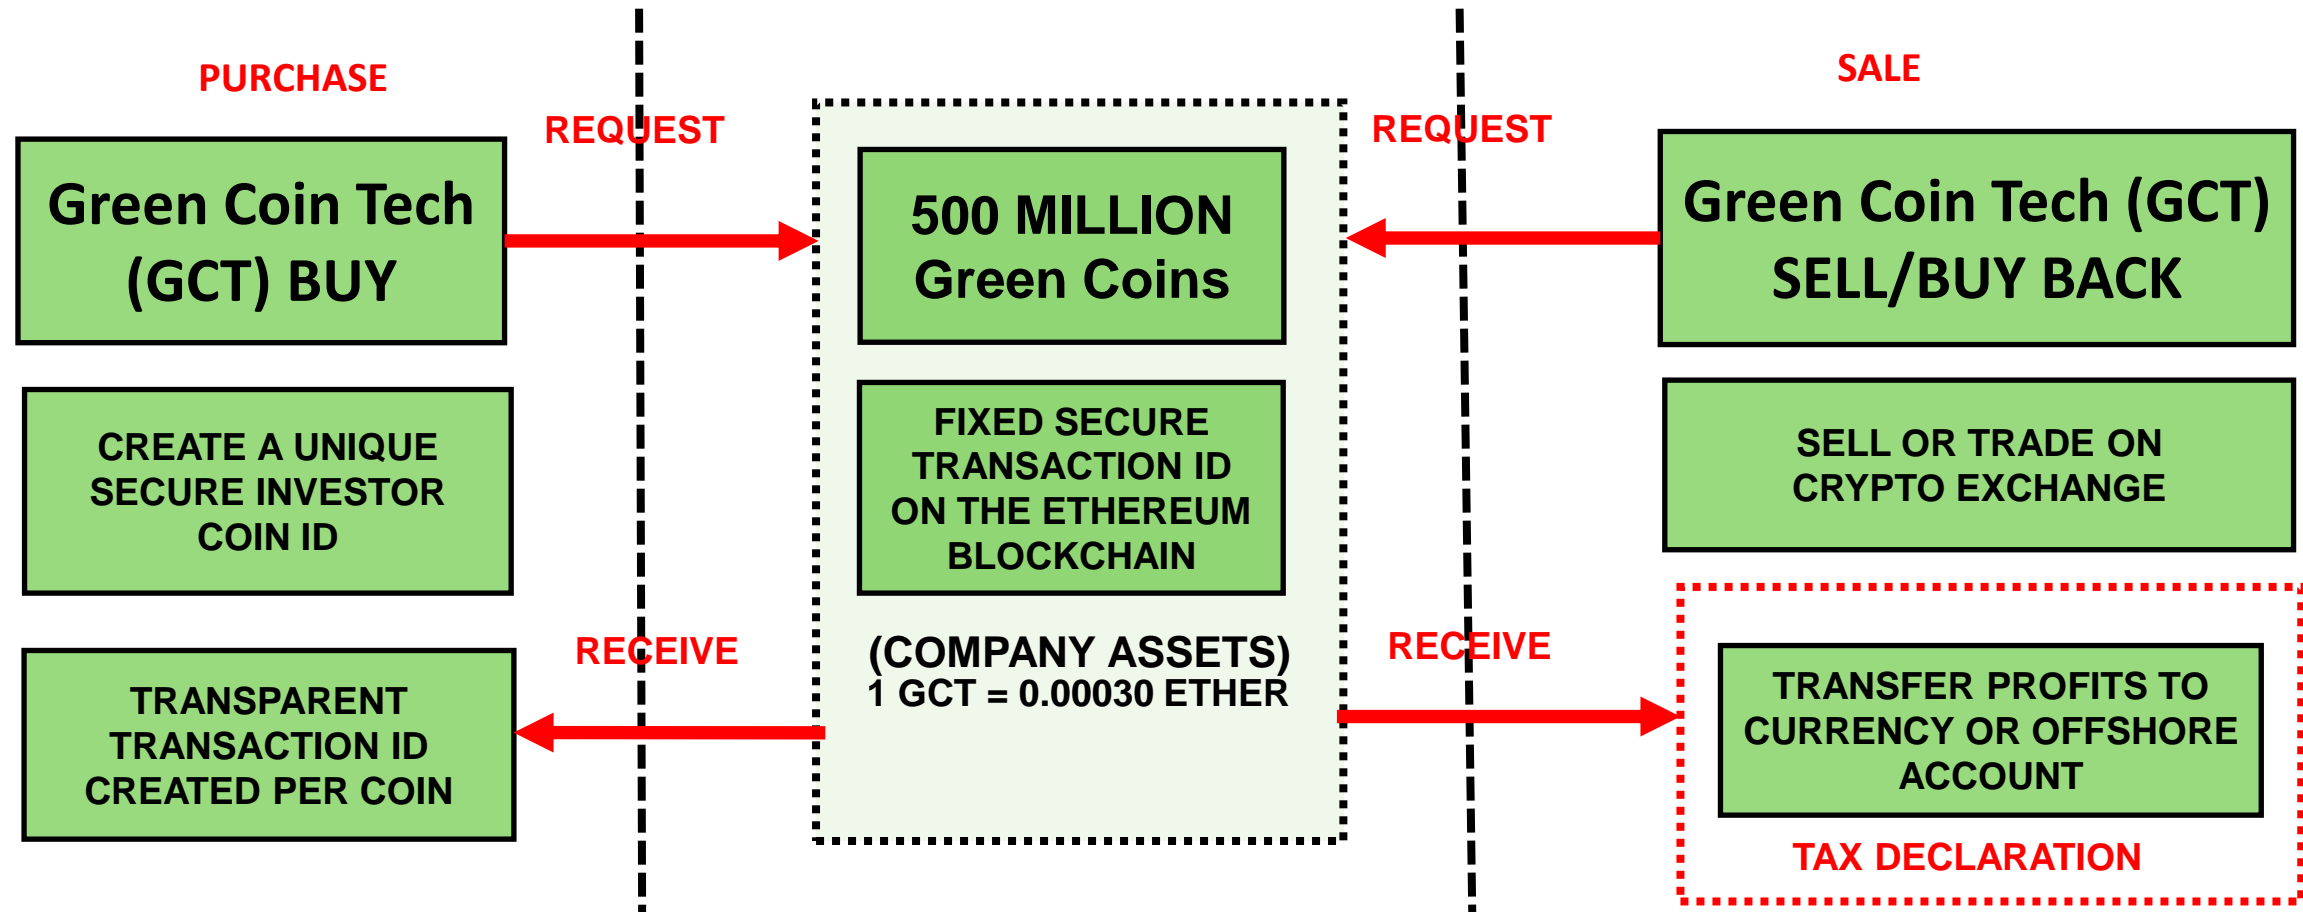 PURCHASE
Green Coin Tech
(GCT) BUY
CREATE A UNIQUE
SECURE INVESTOR
COIN ID
TRANSPARENT
TRANSACTION ID
CREATED PER COIN
REQUEST
RECEIVE
500 MILLION
Green Coins
FIXED SECURE
TRANSACTION ID
ON THE ETHEREUM
BLOCKCHAIN
(COMPANY ASSETS)
1 GCT = 0.00030 ETHER
REQUEST
RECEIVE
SALE
Green Coin Tech (GCT)
SELL/BUY BACK
SELL OR TRADE ON
CRYPTO EXCHANGE
TRANSFER PROFITS TO
CURRENCY OR OFFSHORE
ACCOUNT
TAX DECLARATION